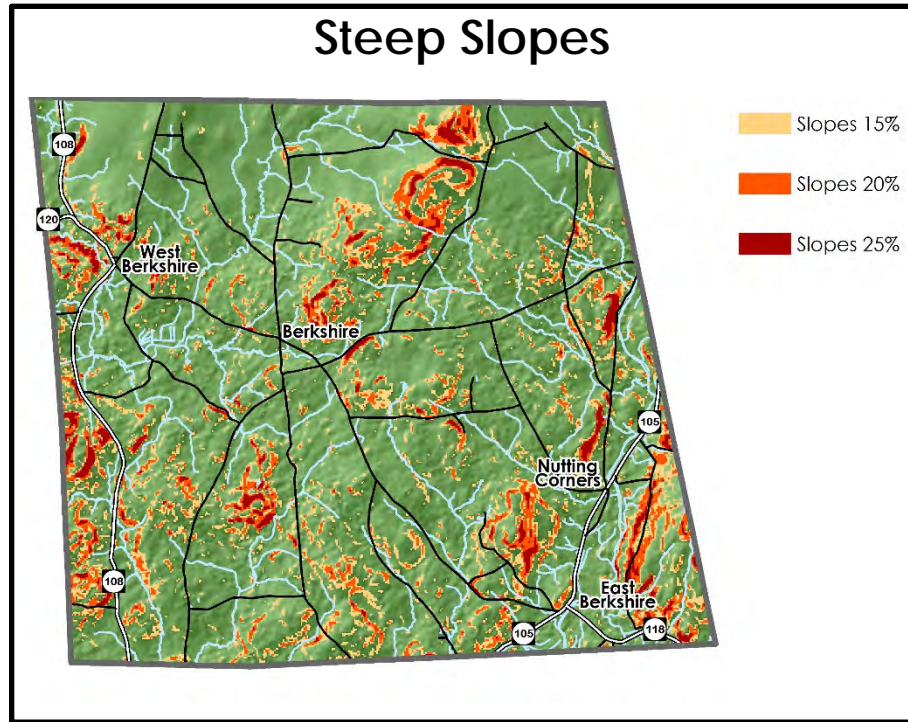 Steep Slopes
Slopes 15%
Slopes 20%
Slopes 25%
108
120
West
Berkshire
Berkshire
105
Nutting
Corners
108
East
Berkshire
105
118